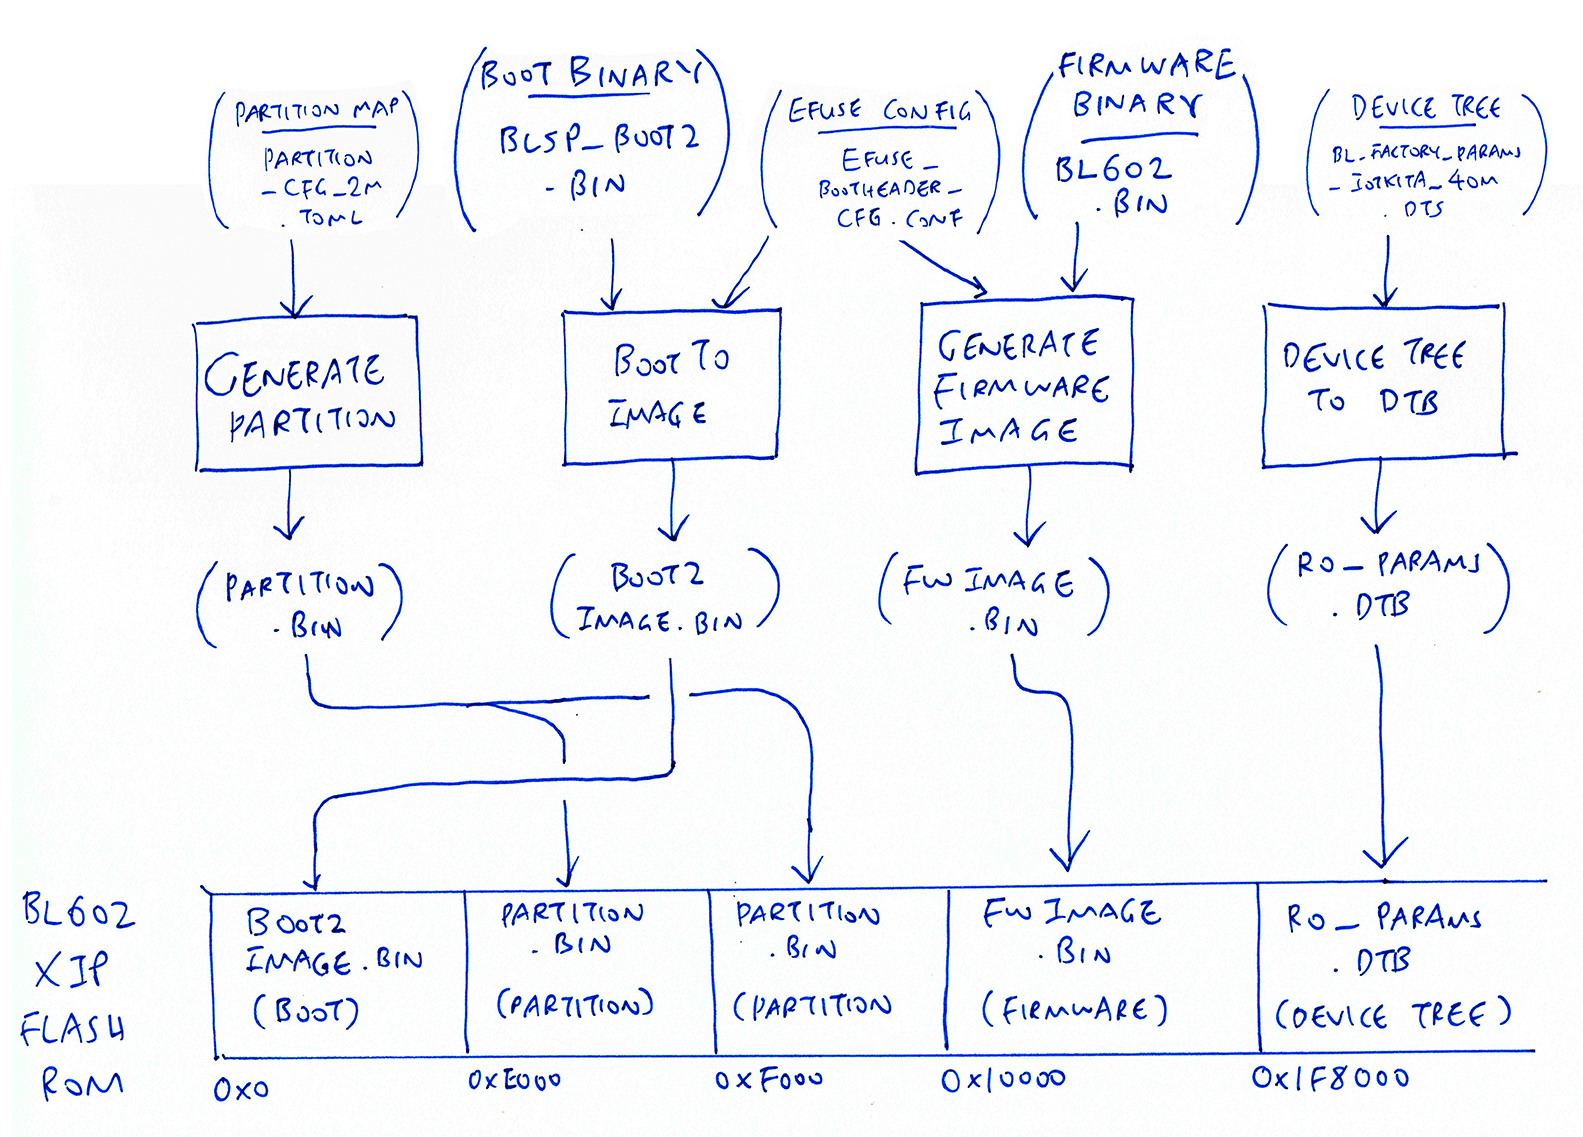 PARTITION MAP
PARTITION
- CFG_2M
. TOML
BOOT BINARY
BLSP_BOOT2
. BIN
EFUSE CONFIG
EFUSE_
BOOTHEADER_
CFG.CONF
FIRMWARE
BINARY
BL602
. BIN
DEVICE TREE
BL_FACTORY_PARAMS
_IOTKITA_40M
. DTS
GENERATE
PARTITION
BOOT TO
IMAGE
GENERATE
FIRMWARE
IMAGE
DEVICE TREE
TO DTB
(PARTITION
. BIN)
(BOOT2
IMAGE.BIN)
(FW IMAGE
. BIN)
(RO_PARAMS
. DTB)
BL602
XIP
FLASH
ROM
BOOT2
IMAGE.BIN
(BOOT)
0x0
PARTITION
. BIN
(PARTITION)
0xE000
PARTITION
. BIN
(PARTITION
0xF000
FW IMAGE
. BIN
(FIRMWARE)
0x10000
RO_PARAMS
. DTB
(DEVICE TREE)
0x1F8000